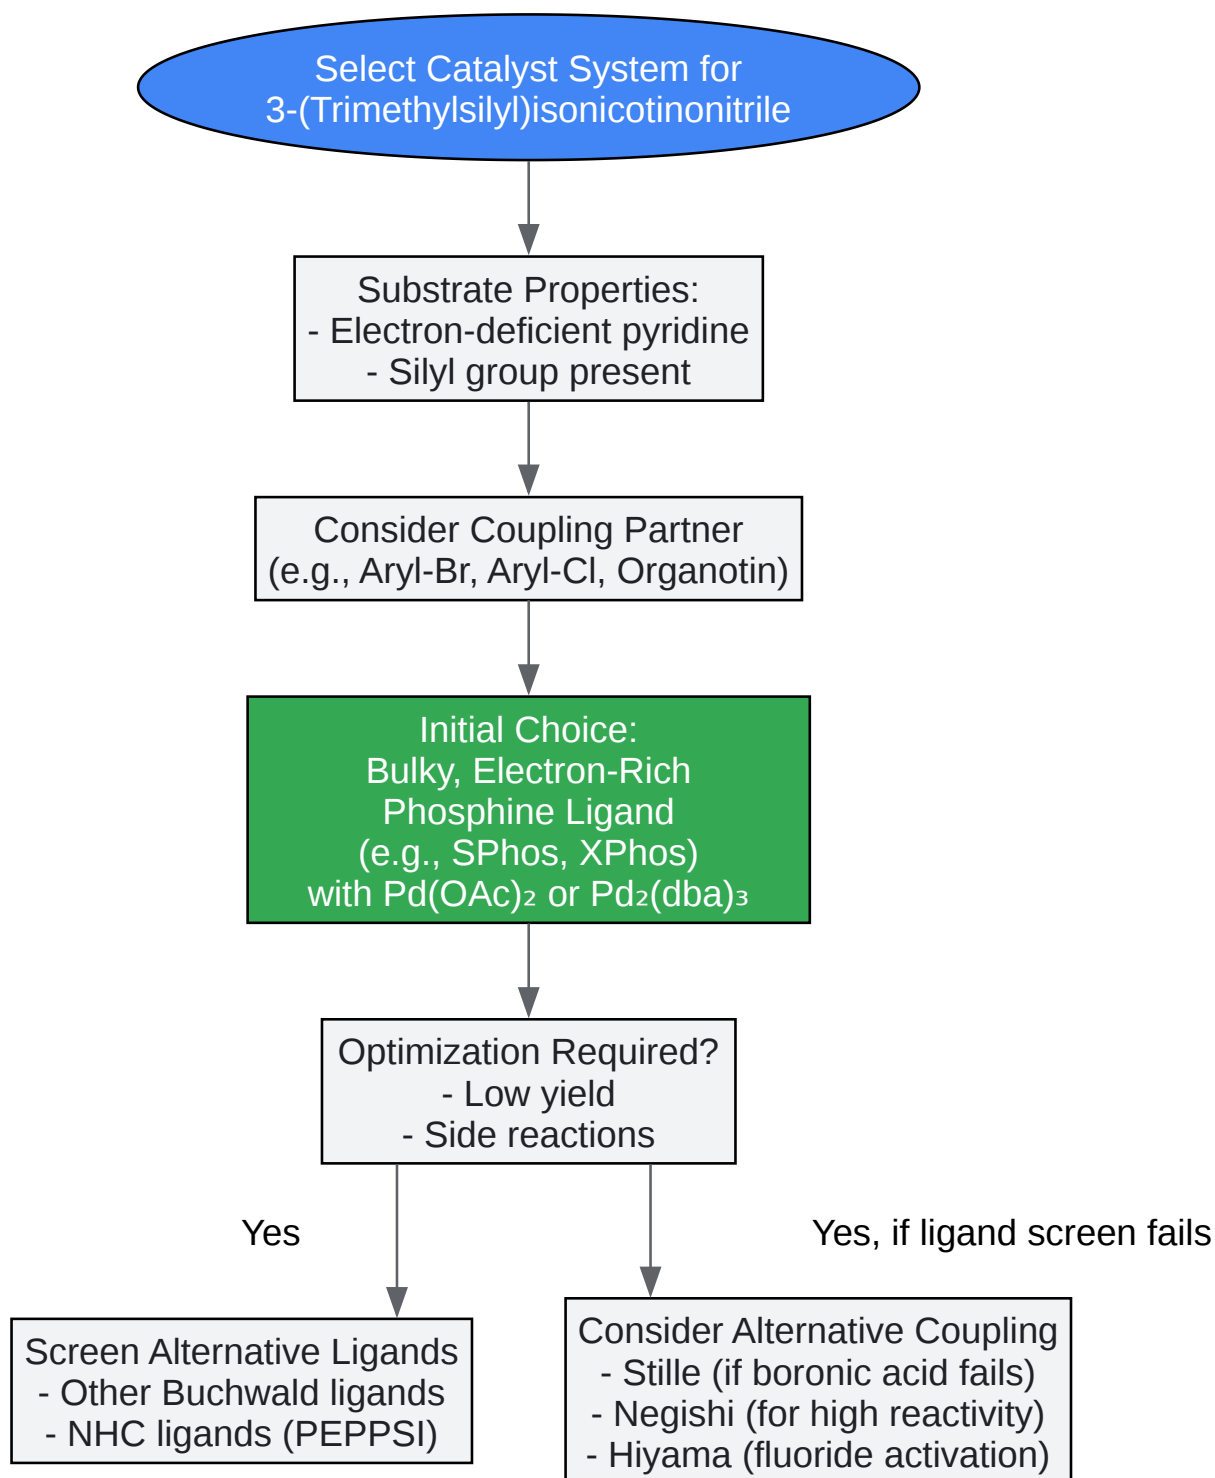 Select Catalyst System for
3-(Trimethylsilyl)isonicotinonitrile
Substrate Properties:
- Electron-deficient pyridine
- Silyl group present
Consider Coupling Partner
(e.g., Aryl-Br, Aryl-Cl, Organotin)
Initial Choice:
Bulky, Electron-Rich
Phosphine Ligand
(e.g., SPhos, XPhos)
with Pd(OAc)₂ or Pd₂(dba)₃
Optimization Required?
- Low yield
- Side reactions
Yes
Yes, if ligand screen fails
Screen Alternative Ligands
- Other Buchwald ligands
- NHC ligands (PEPPSI)
Consider Alternative Coupling
- Stille (if boronic acid fails)
- Negishi (for high reactivity)
- Hiyama (fluoride activation)